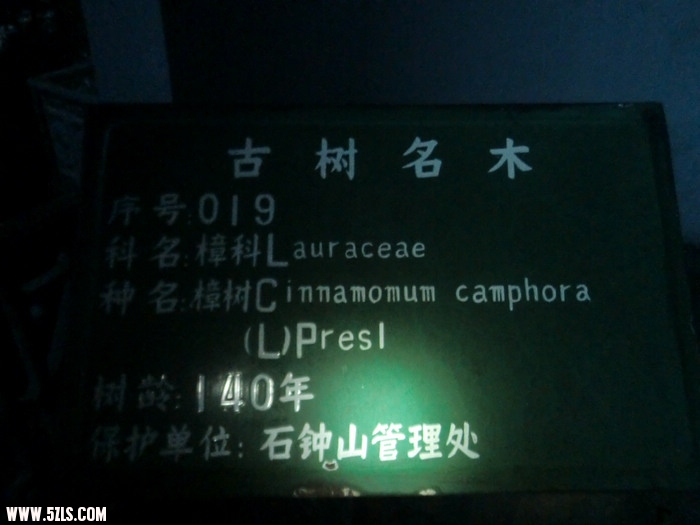 古树名木
序号:019
科名:樟科Lauraceae
种名:樟树Cinnamomum camphora
(L)Presl
树龄:140年
保护单位:石钟山管理处
WWW.5ZLS.COM